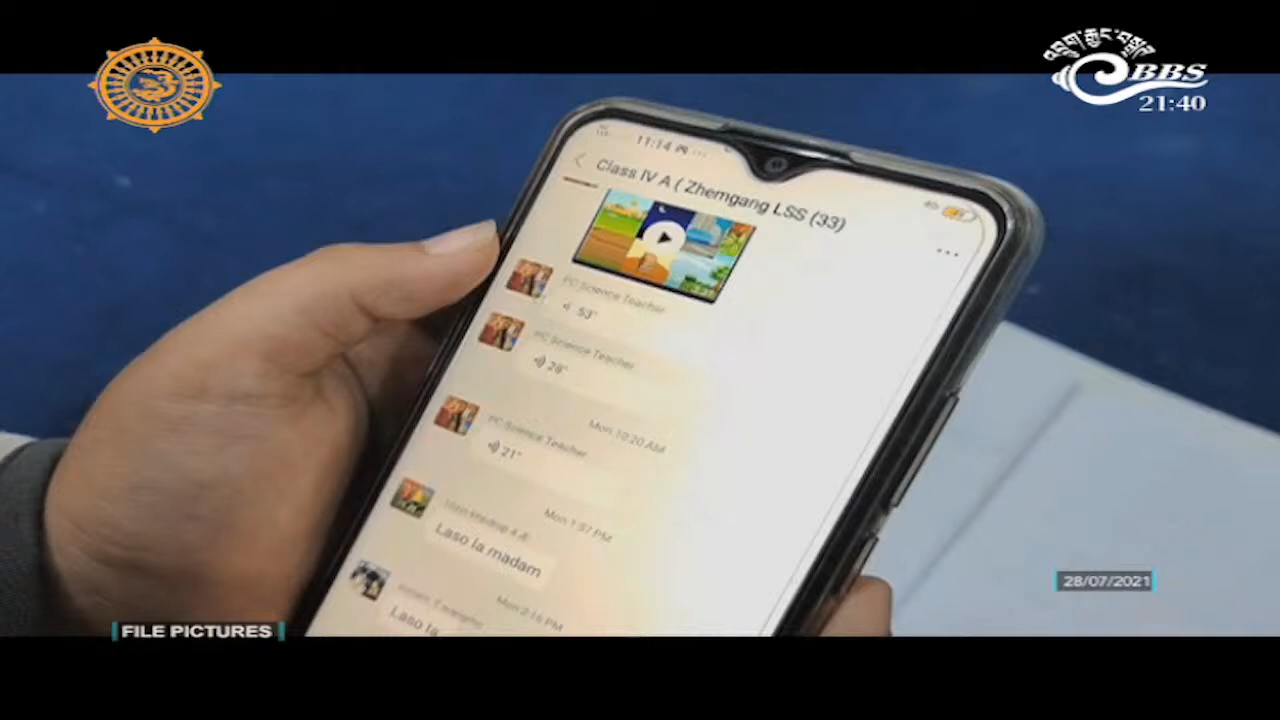 BBS
21:40
11:14
Class IV A ( Zhemgang LSS (33)
PC Science Teacher
53"
PC Science Teacher
28"
Mon 10:20 AM
PC Science Teacher
21"
Mon 1:57 PM
Laso la madam
Mon 2:16 PM
Laso la
28/07/2021
FILE PICTURES